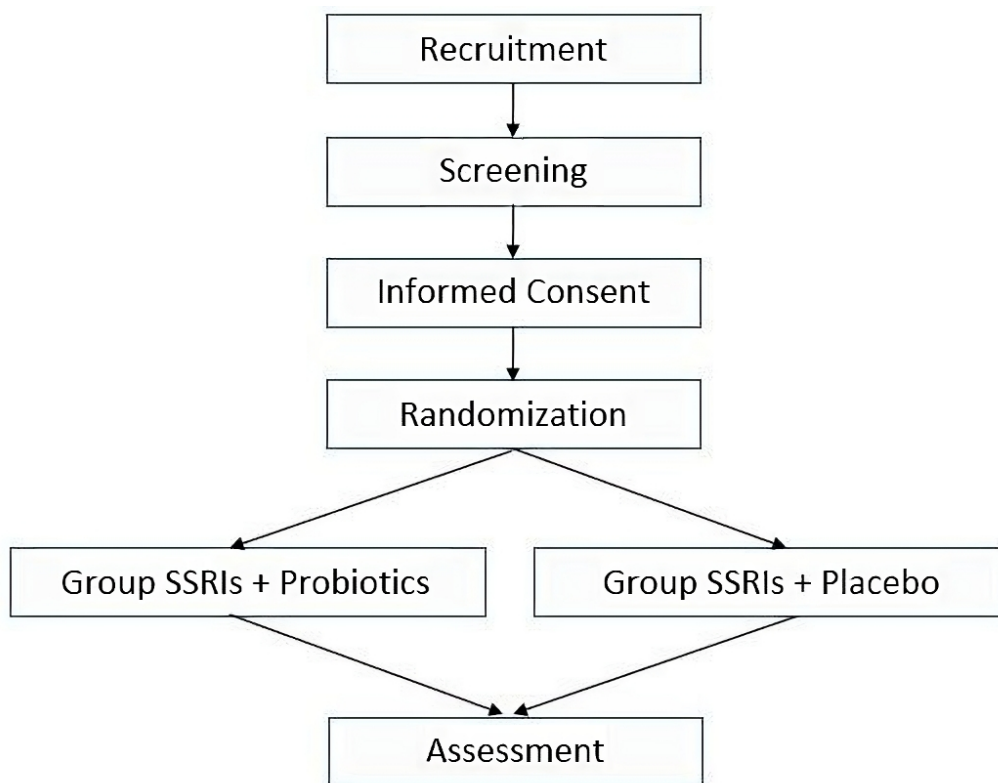 Recruitment
Screening
Informed Consent
Randomization
Group SSRIs + Probiotics
Group SSRIs + Placebo
Assessment